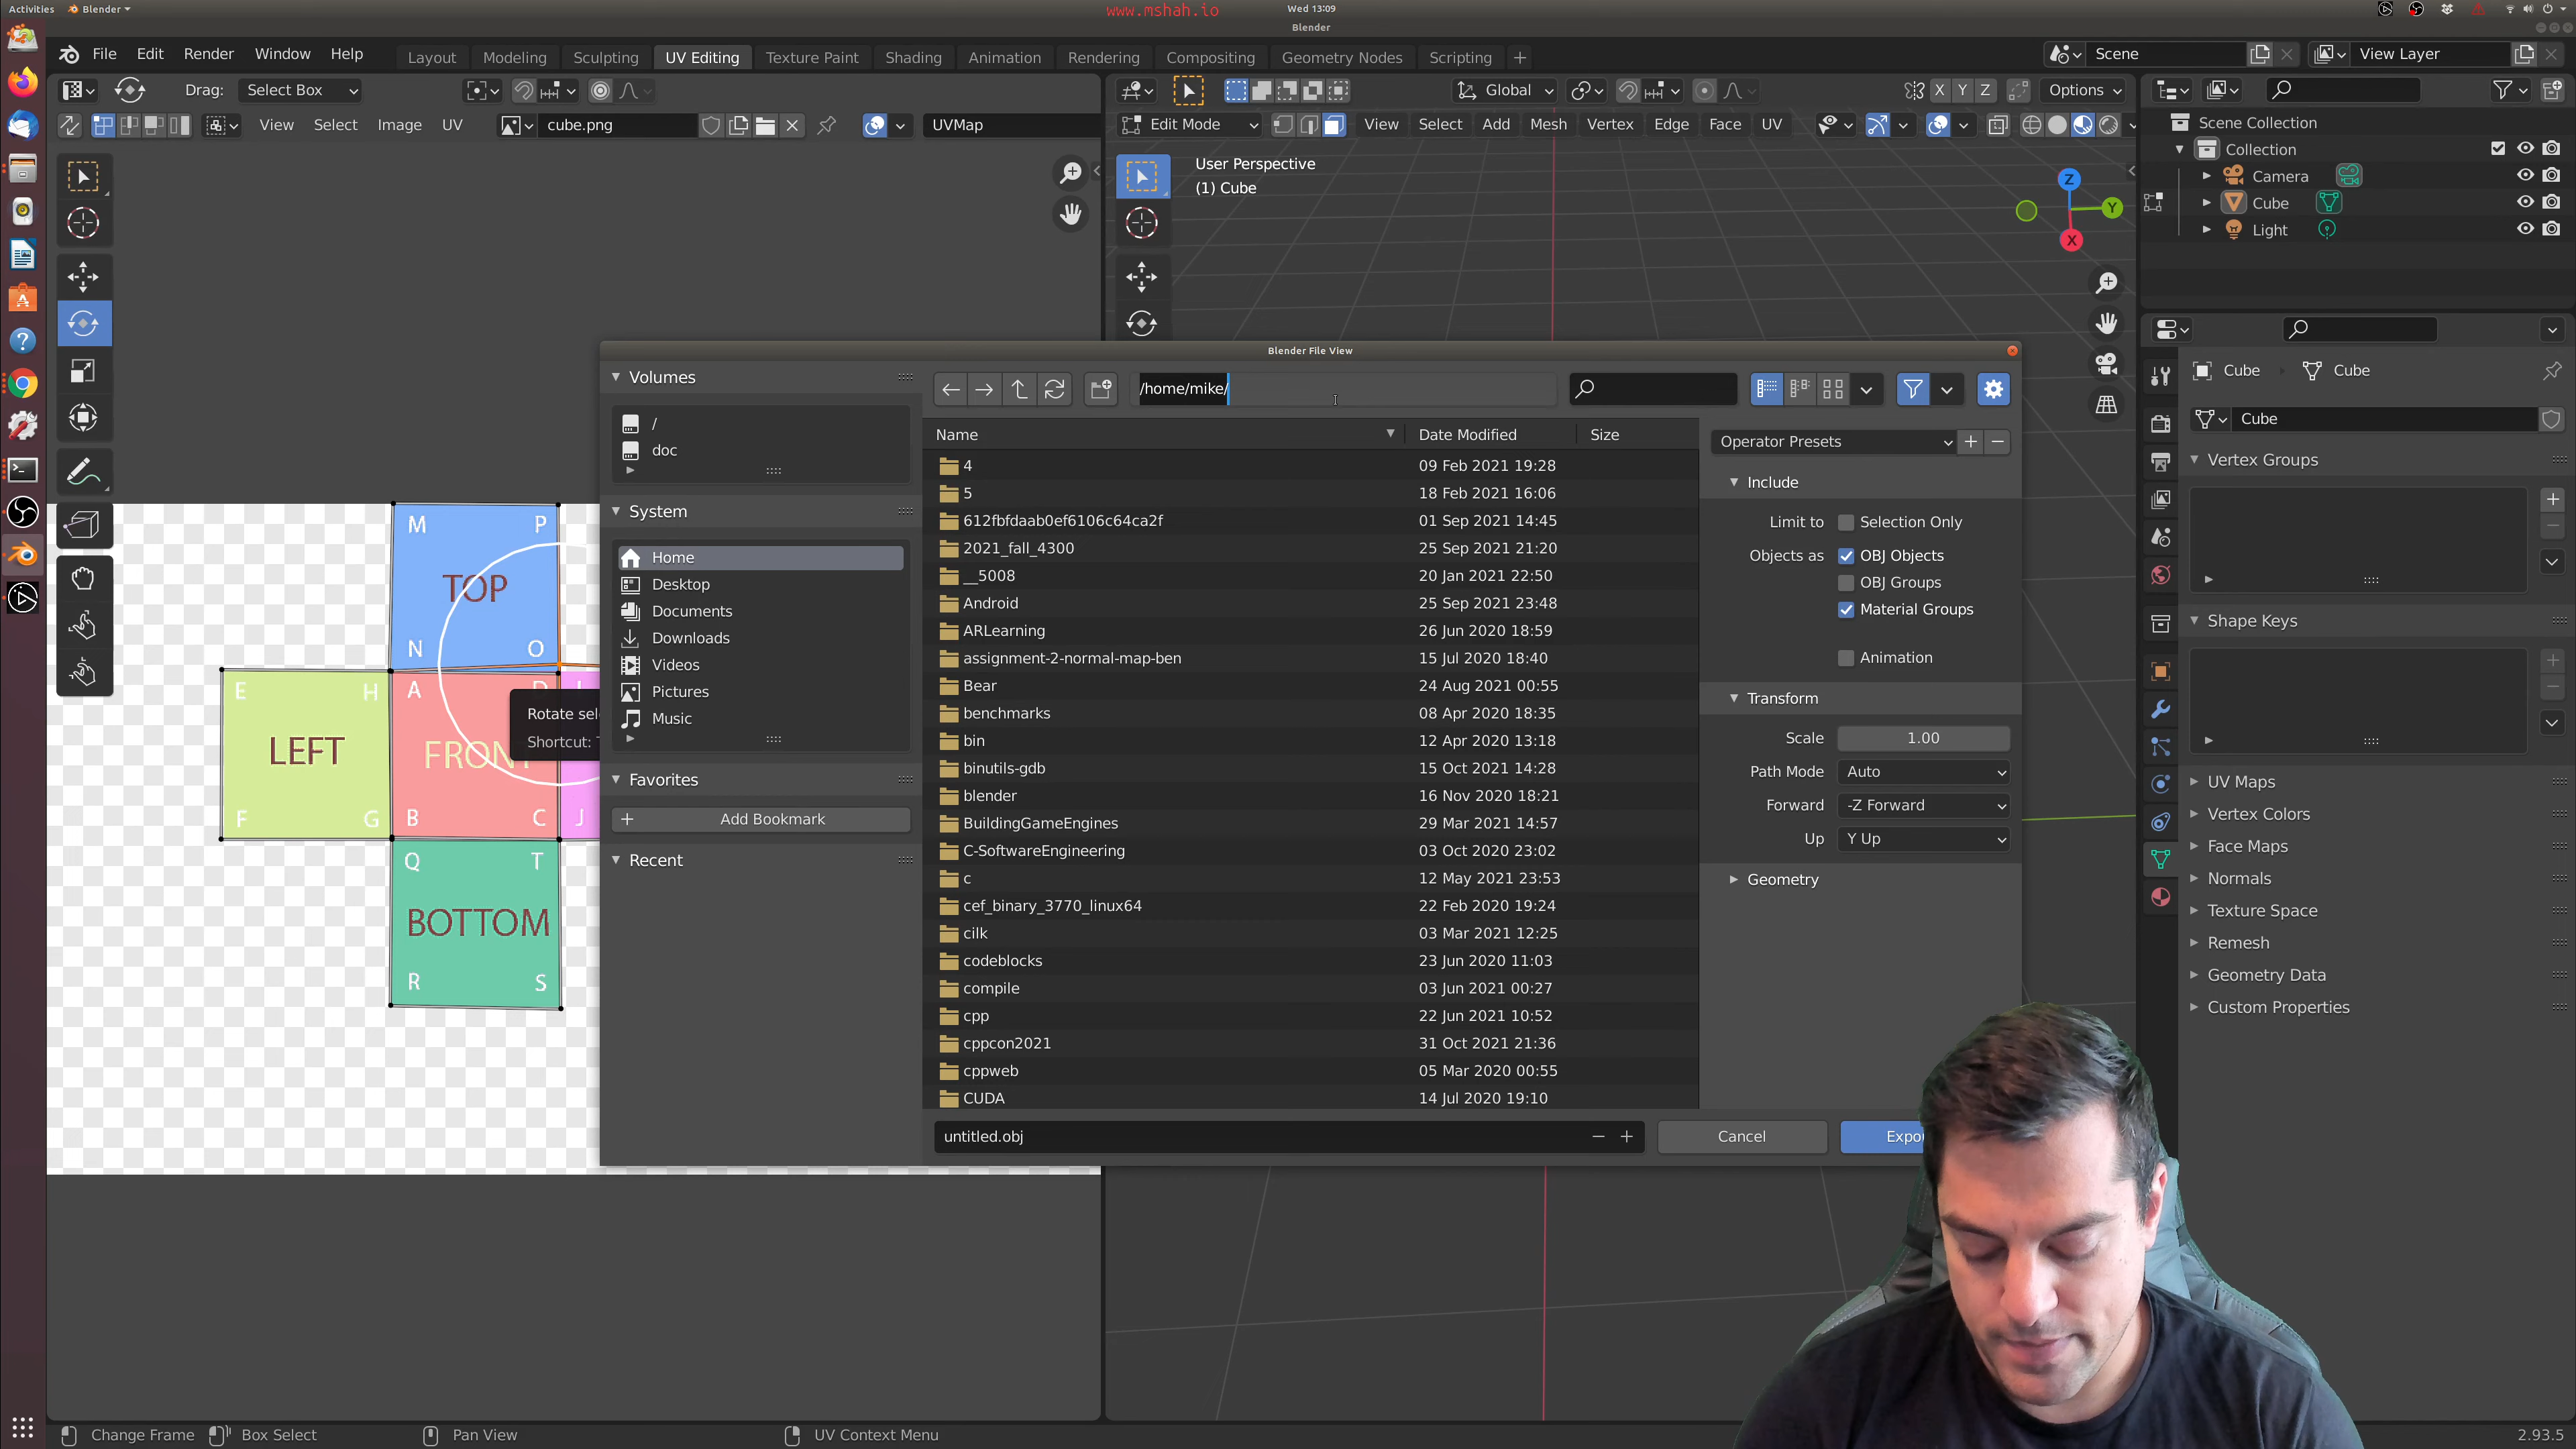 Activities
Blender
www.mshah.io
Wed 13:09
Blender
File Edit Render Window Help
Layout Modeling Sculpting UV Editing Texture Paint Shading Animation Rendering Compositing Geometry Nodes Scripting +
Scene
View Layer
Drag: Select Box
Global
X Y Z
Options
View Select Image UV
cube.png
UVMap
Edit Mode
View Select Add Mesh Vertex Edge Face UV
Scene Collection
Collection
Camera
Cube
Light
User Perspective
(1) Cube
Z
Y
X
Blender File View
Volumes
/
doc
System
Home
Desktop
Documents
Downloads
Videos
Pictures
Music
Favorites
Add Bookmark
Recent
/home/mike/
Name Date Modified Size
4 09 Feb 2021 19:28
5 18 Feb 2021 16:06
612fbfdaab0ef6106c64ca2f 01 Sep 2021 14:45
2021_fall_4300 25 Sep 2021 21:20
__5008 20 Jan 2021 22:50
Android 25 Sep 2021 23:48
ARLearning 26 Jun 2020 18:59
assignment-2-normal-map-ben 15 Jul 2020 18:40
Bear 24 Aug 2021 00:55
benchmarks 08 Apr 2020 18:35
bin 12 Apr 2020 13:18
binutils-gdb 15 Oct 2021 14:28
blender 16 Nov 2020 18:21
BuildingGameEngines 29 Mar 2021 14:57
C-SoftwareEngineering 03 Oct 2020 23:02
c 12 May 2021 23:53
cef_binary_3770_linux64 22 Feb 2020 19:24
cilk 03 Mar 2021 12:25
codeblocks 23 Jun 2020 11:03
compile 03 Jun 2021 00:27
cpp 22 Jun 2021 10:52
cppcon2021 31 Oct 2021 21:36
cppweb 05 Mar 2020 00:55
CUDA 14 Jul 2020 19:10
untitled.obj
Cancel
Expo
Operator Presets
Include
Limit to Selection Only
Objects as OBJ Objects
OBJ Groups
Material Groups
Animation
Transform
Scale 1.00
Path Mode Auto
Forward -Z Forward
Up Y Up
Geometry
M P
TOP
N O
E H A
LEFT FRONT
F G B C J
Q T
BOTTOM
R S
Rotate sel
Shortcut:
Cube Cube
Cube
Vertex Groups
Shape Keys
UV Maps
Vertex Colors
Face Maps
Normals
Texture Space
Remesh
Geometry Data
Custom Properties
Change Frame
Box Select
Pan View
UV Context Menu
2.93.5